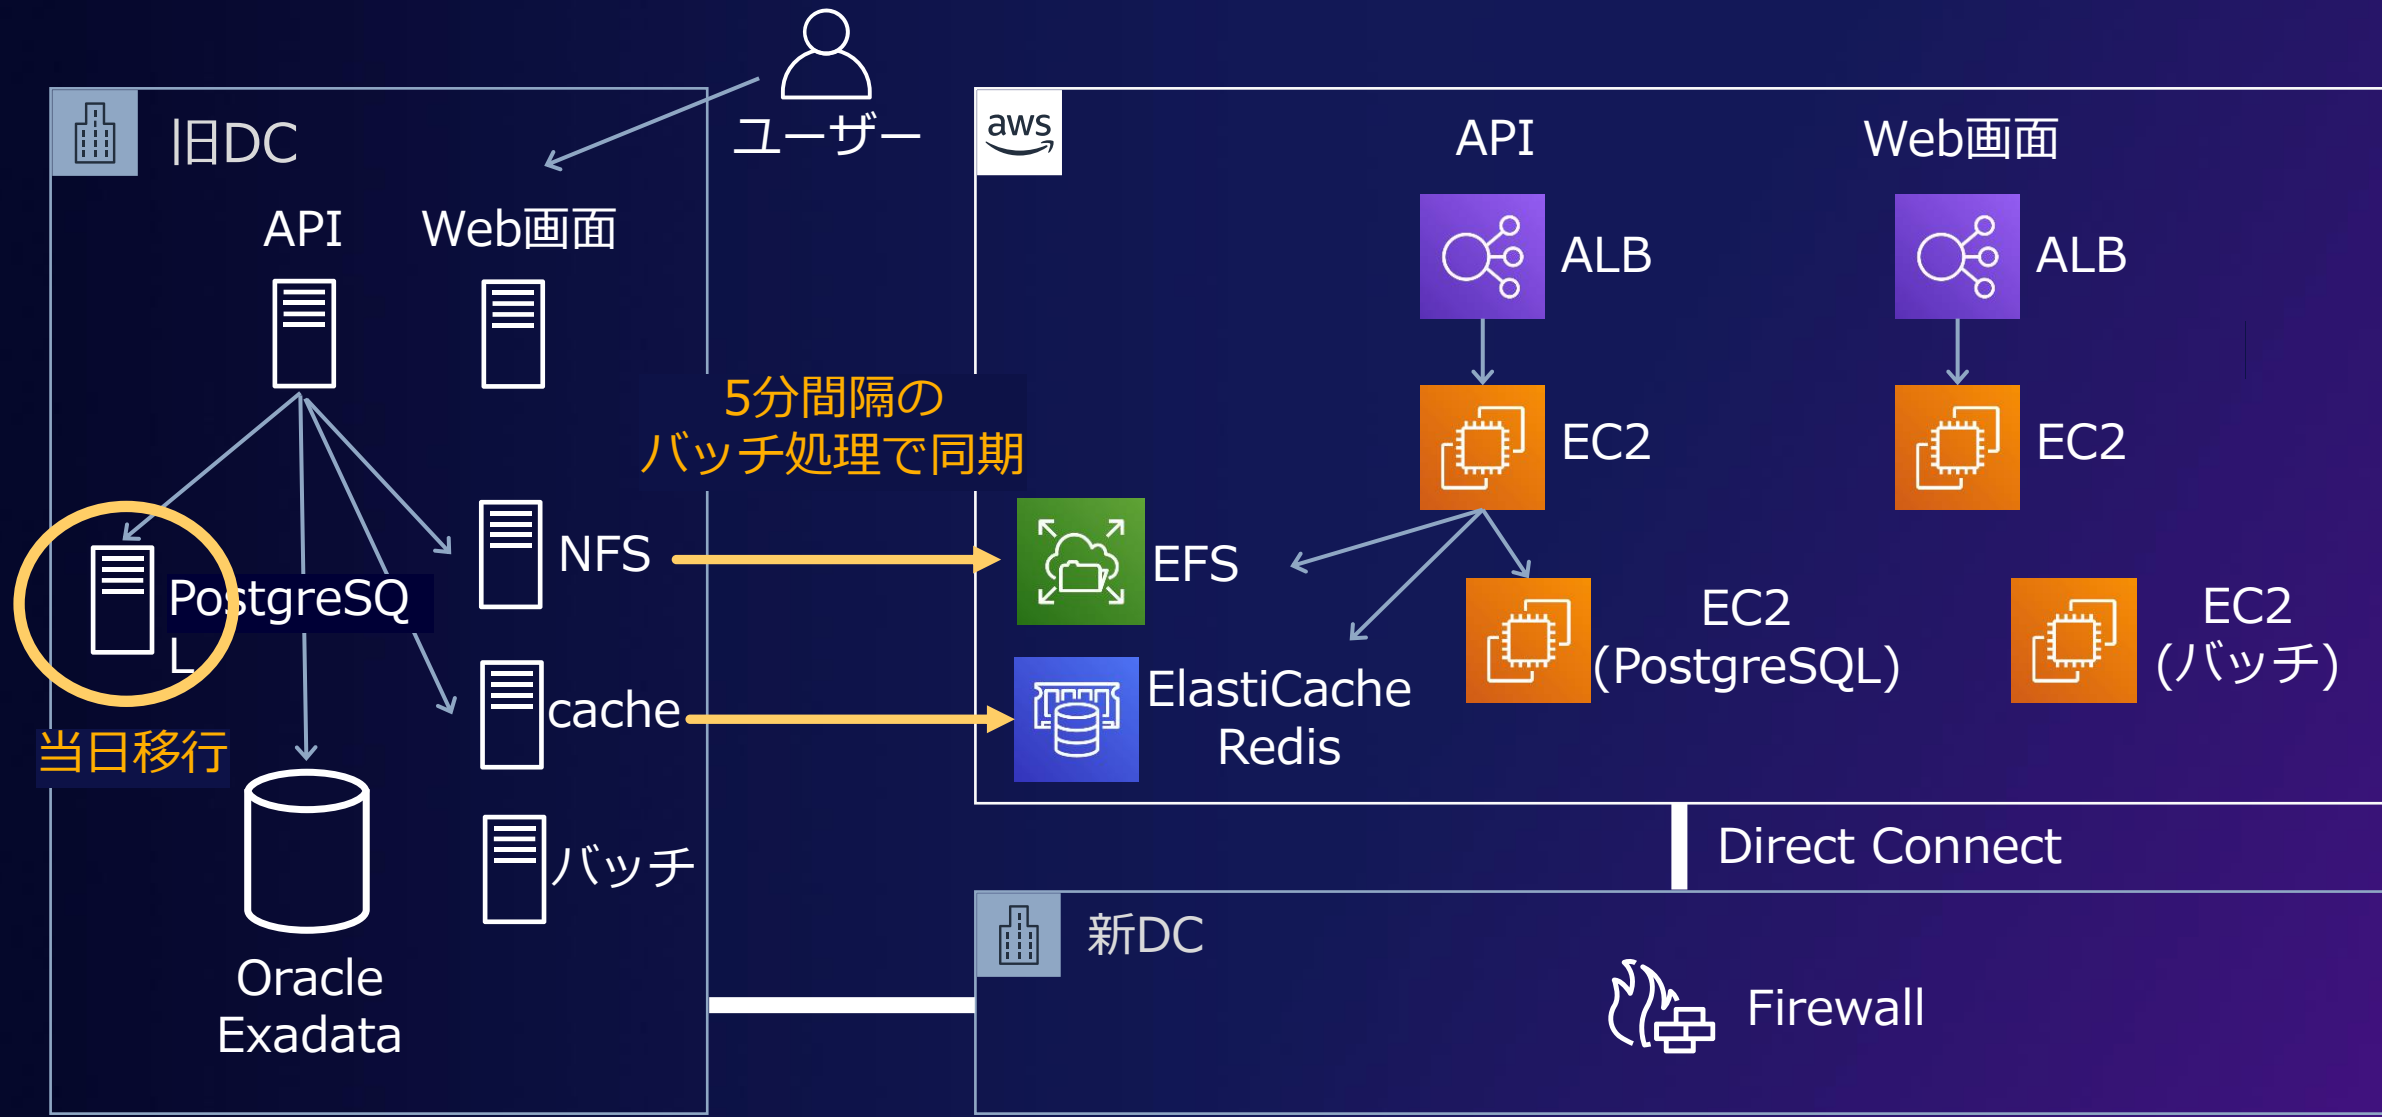 ユーザー
旧DC
API
Web画面
5分間隔の
バッチ処理で同期
PostgreSQ
L
NFS
cache
当日移行
バッチ
Oracle
Exadata
aws
API
Web画面
ALB
ALB
EC2
EC2
EFS
ElastiCache
Redis
EC2
(PostgreSQL)
EC2
(バッチ)
Direct Connect
新DC
Firewall